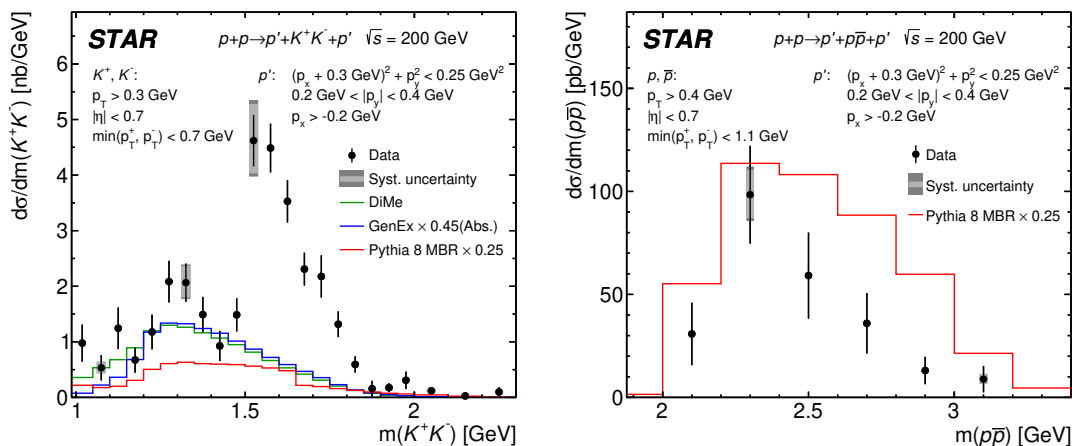 STAR
p+p→p′+K⁺K⁻+p′ √s = 200 GeV
K⁺, K⁻:
p_T > 0.3 GeV
|η| < 0.7
min(p_T⁺, p_T⁻) < 0.7 GeV
p′: (p_x + 0.3 GeV)² + p_y² < 0.25 GeV²
0.2 GeV < |p_y| < 0.4 GeV
p_x > -0.2 GeV
Data
Syst. uncertainty
DiMe
GenEx × 0.45(Abs.)
Pythia 8 MBR × 0.25
dσ/dm(K⁺K⁻) [nb/GeV]
6
5
4
3
2
1
0
1
1.5
2
m(K⁺K⁻) [GeV]
STAR
p+p→p′+pp̅+p′ √s = 200 GeV
p, p̅:
p_T > 0.4 GeV
|η| < 0.7
min(p_T⁺, p_T⁻) < 1.1 GeV
p′: (p_x + 0.3 GeV)² + p_y² < 0.25 GeV²
0.2 GeV < |p_y| < 0.4 GeV
p_x > -0.2 GeV
Data
Syst. uncertainty
Pythia 8 MBR × 0.25
dσ/dm(pp̅) [pb/GeV]
150
100
50
0
2
2.5
3
m(pp̅) [GeV]